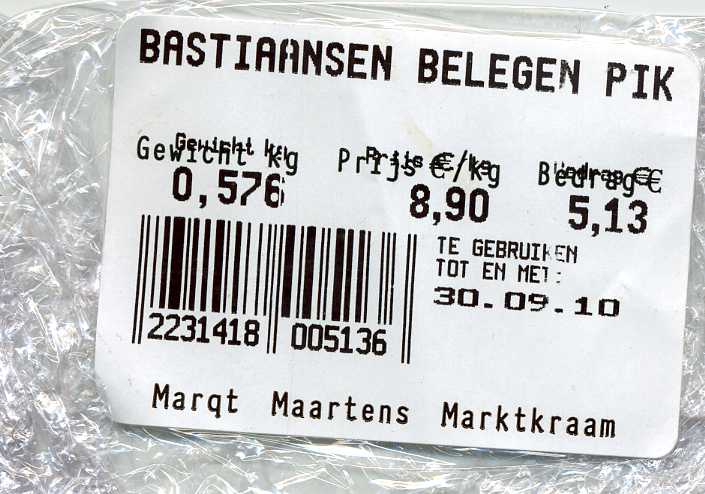 BASTIAANSEN BELEGEN PIK
Gewicht kg Prijs €/kg Bedrag €
0,576 8,90 5,13
TE GEBRUIKEN
TOT EN MET:
30.09.10
2231418 005136
Marqt Maartens Marktkraam